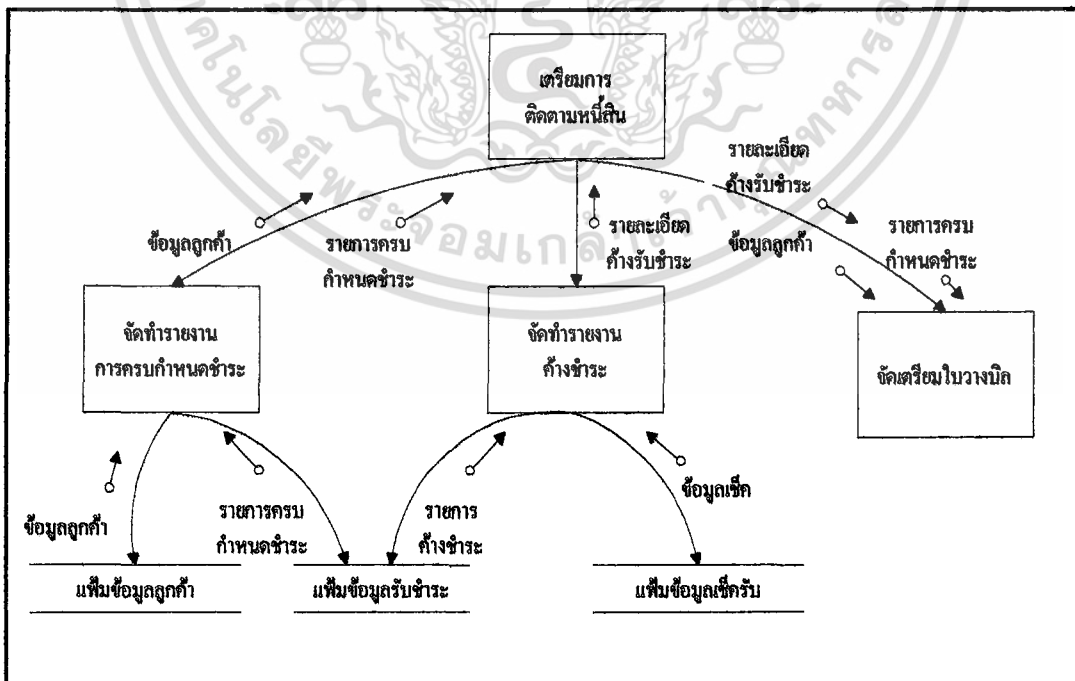 เตรียมการ
ติดตามหนี้สิน
รายละเอียด
ค้างรับชำระ
ข้อมูลลูกค้า
รายการครบ
กำหนดชำระ
รายละเอียด
ค้างรับชำระ
ข้อมูลลูกค้า
รายการครบ
กำหนดชำระ
จัดทำรายงาน
การครบกำหนดชำระ
จัดทำรายงาน
ค้างชำระ
จัดเตรียมใบวางบิล
ข้อมูลลูกค้า
รายการครบ
กำหนดชำระ
รายการ
ค้างชำระ
ข้อมูลเช็ค
แฟ้มข้อมูลลูกค้า
แฟ้มข้อมูลรับชำระ
แฟ้มข้อมูลเช็ครับ